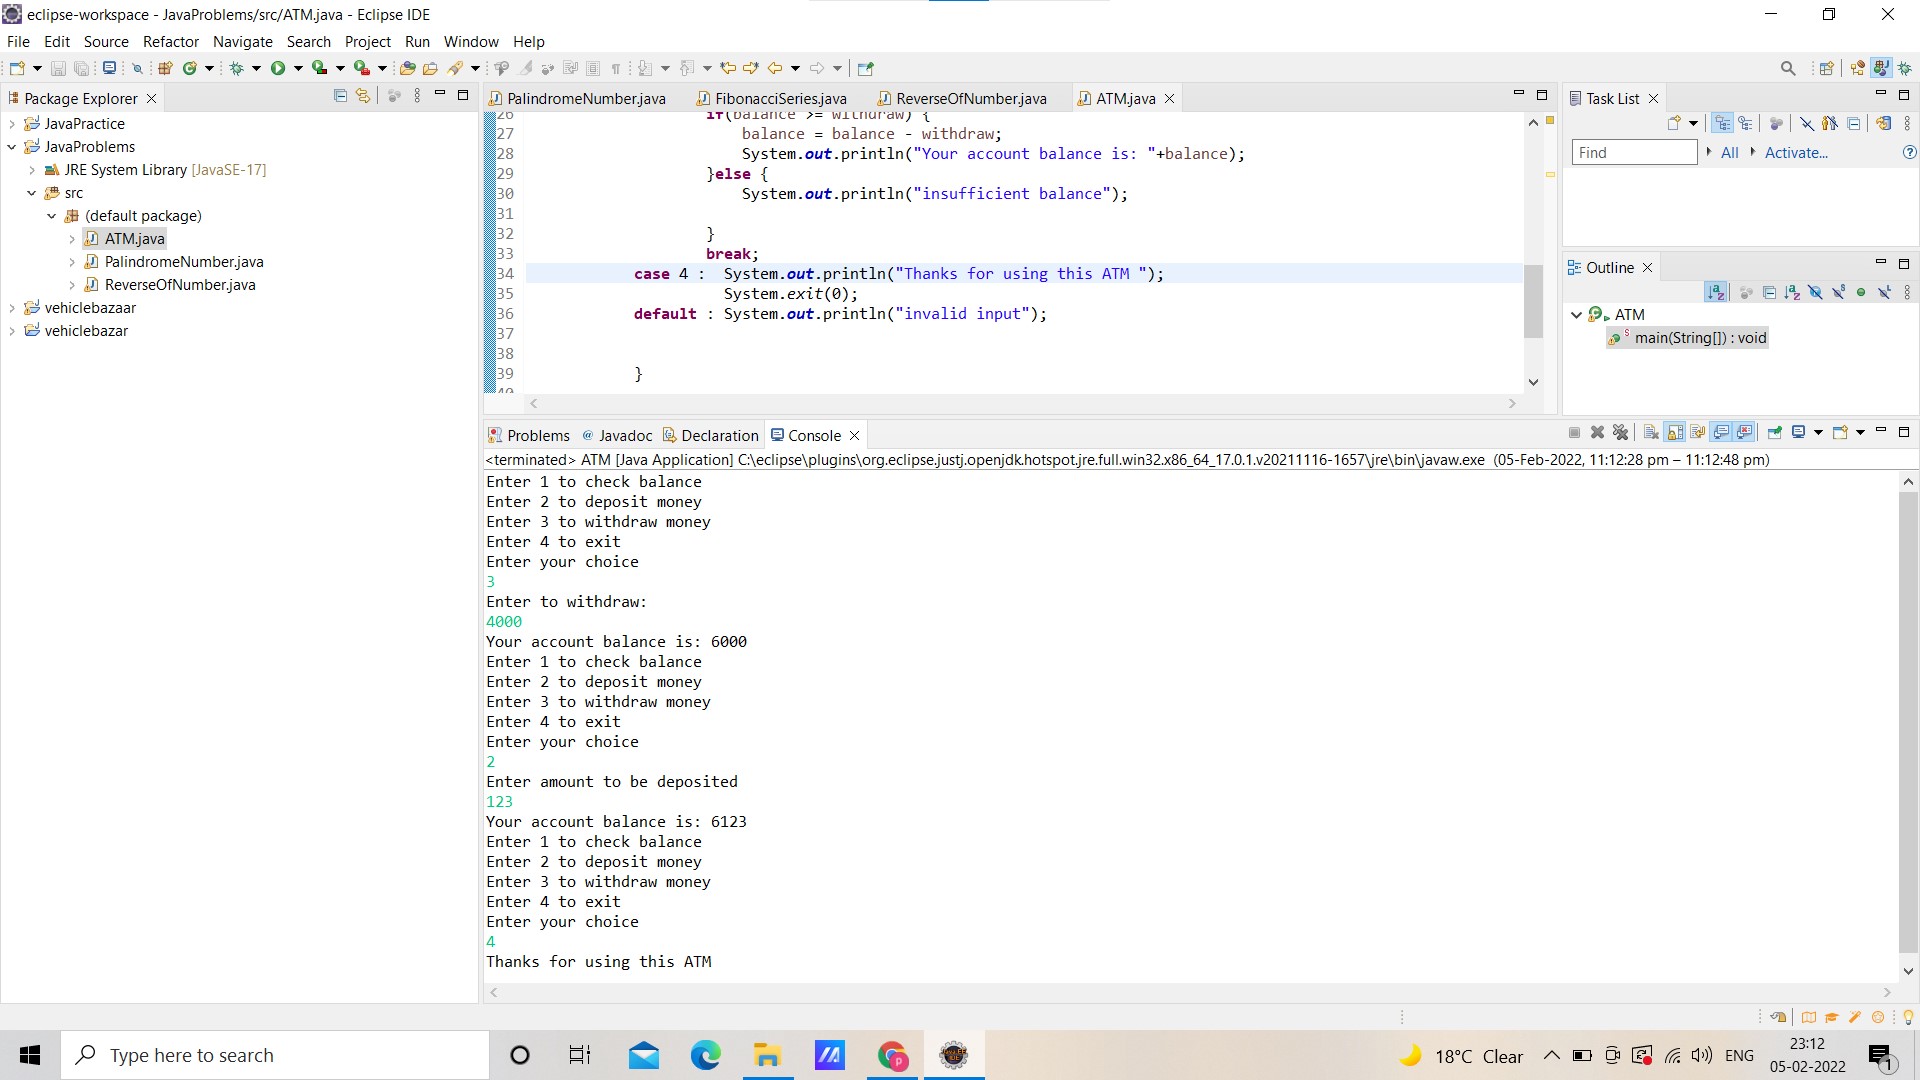 eclipse-workspace - JavaProblems/src/ATM.java - Eclipse IDE
File Edit Source Refactor Navigate Search Project Run Window Help
Package Explorer
JavaPractice
JavaProblems
JRE System Library [JavaSE-17]
src
(default package)
ATM.java
PalindromeNumber.java
ReverseOfNumber.java
vehiclebazaar
vehiclebazar
PalindromeNumber.java FibonacciSeries.java ReverseOfNumber.java ATM.java
26 if(balance >= withdraw) {
27 balance = balance - withdraw;
28 System.out.println("Your account balance is: "+balance);
29 }else {
30 System.out.println("insufficient balance");
31
32 }
33 break;
34 case 4 : System.out.println("Thanks for using this ATM ");
35 System.exit(0);
36 default : System.out.println("invalid input");
37
38
39 }
40
Task List
Find All Activate...
Outline
ATM
main(String[]) : void
Problems @ Javadoc Declaration Console
<terminated> ATM [Java Application] C:\eclipse\plugins\org.eclipse.justj.openjdk.hotspot.jre.full.win32.x86_64_17.0.1.v20211116-1657\jre\bin\javaw.exe (05-Feb-2022, 11:12:28 pm – 11:12:48 pm)
Enter 1 to check balance
Enter 2 to deposit money
Enter 3 to withdraw money
Enter 4 to exit
Enter your choice
3
Enter to withdraw:
4000
Your account balance is: 6000
Enter 1 to check balance
Enter 2 to deposit money
Enter 3 to withdraw money
Enter 4 to exit
Enter your choice
2
Enter amount to be deposited
123
Your account balance is: 6123
Enter 1 to check balance
Enter 2 to deposit money
Enter 3 to withdraw money
Enter 4 to exit
Enter your choice
4
Thanks for using this ATM
Type here to search
18°C Clear
ENG
23:12
05-02-2022
1